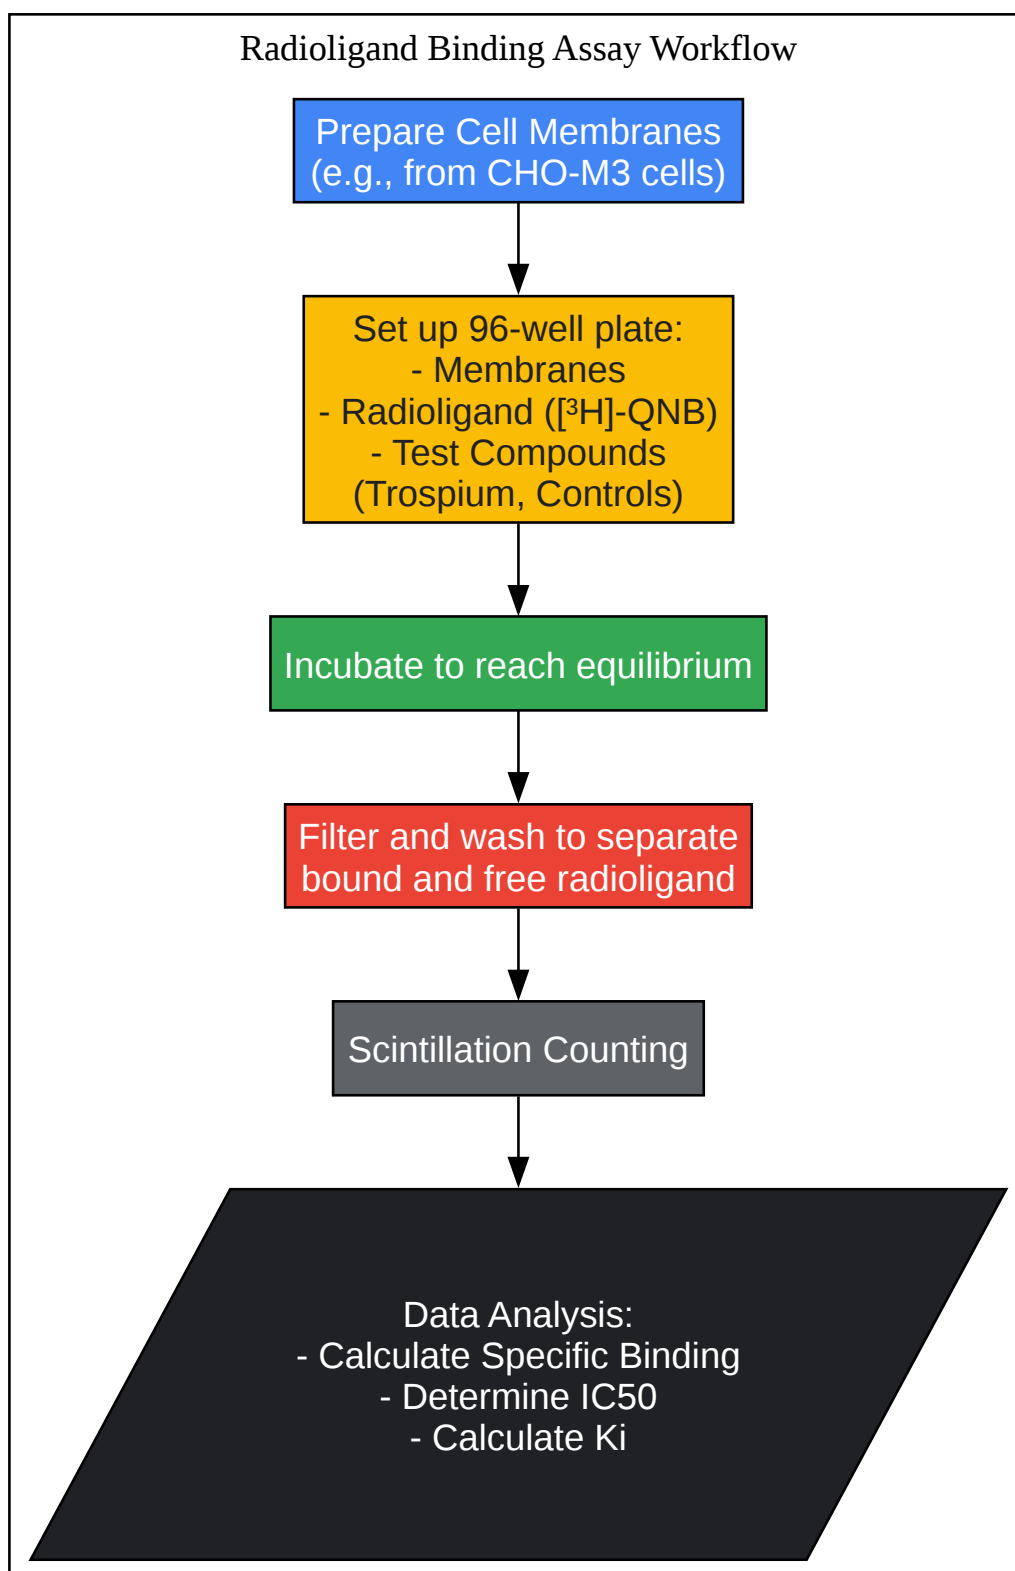 Radioligand Binding Assay Workflow
Prepare Cell Membranes
(e.g., from CHO-M3 cells)
Set up 96-well plate:
- Membranes
- Radioligand ([³H]-QNB)
- Test Compounds
(Trospium, Controls)
Incubate to reach equilibrium
Filter and wash to separate
bound and free radioligand
Scintillation Counting
Data Analysis:
- Calculate Specific Binding
- Determine IC50
- Calculate Ki